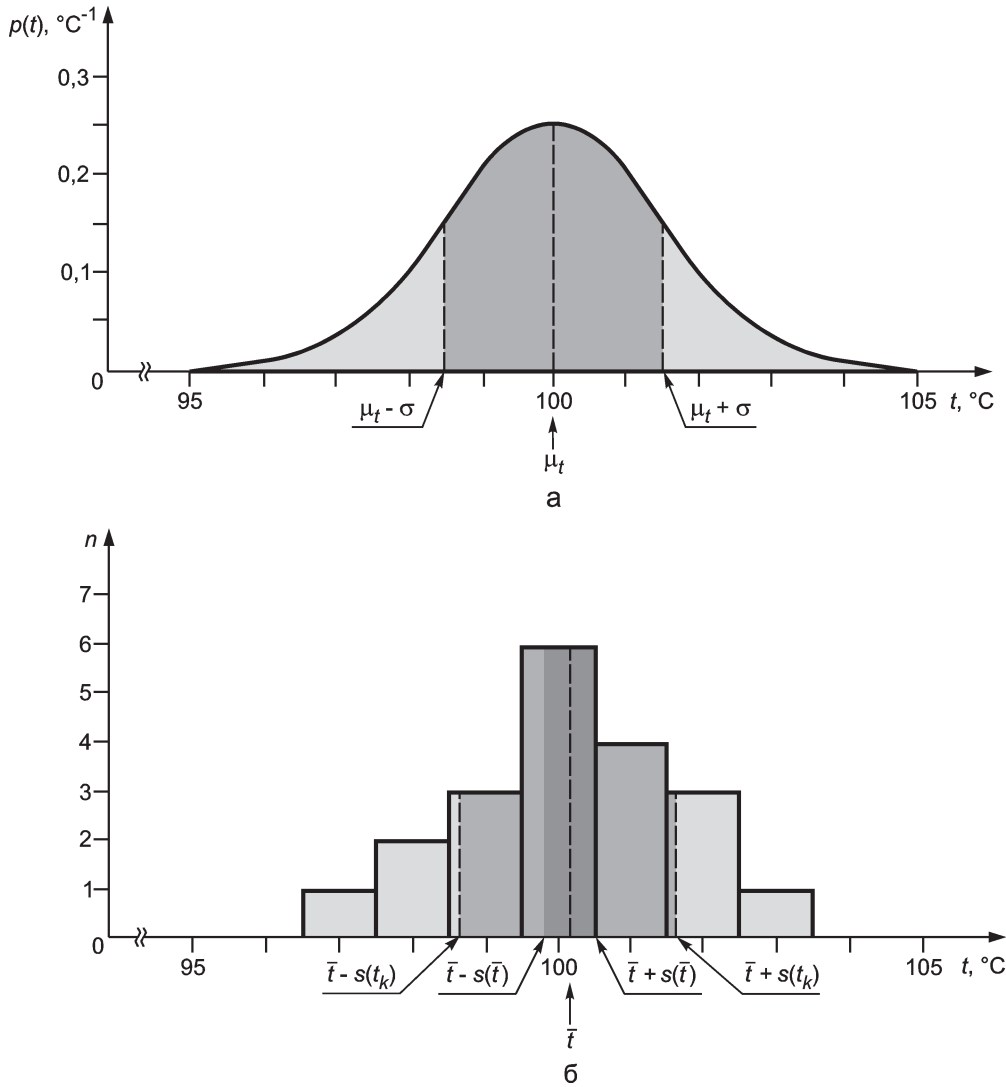 p(t), °C⁻¹
0,3
0,2
0,1
0
95
100
105
t, °C
μt - σ
μt + σ
μt
а
n
7
6
5
4
3
2
1
0
95
100
105
t, °C
t̅ - s(tk)
t̅ - s(t̅)
t̅ + s(t̅)
t̅ + s(tk)
t̅
б